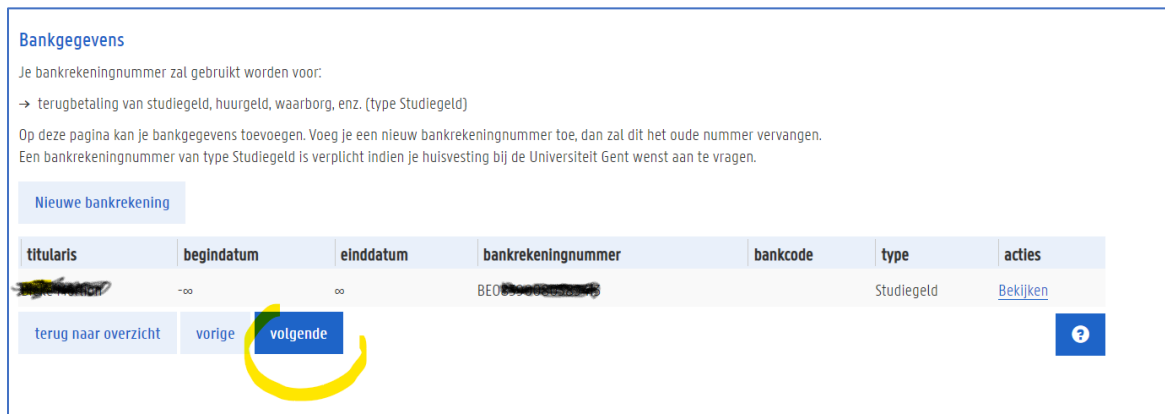 Bankgegevens
Je bankrekeningnummer zal gebruikt worden voor:
→ terugbetaling van studiegeld, huurgeld, waarborg, enz. (type Studiegeld)
Op deze pagina kan je bankgegevens toevoegen. Voeg je een nieuw bankrekeningnummer toe, dan zal dit het oude nummer vervangen.
Een bankrekeningnummer van type Studiegeld is verplicht indien je huisvesting bij de Universiteit Gent wenst aan te vragen.
Nieuwe bankrekening
titularis begindatum einddatum bankrekeningnummer bankcode type acties
-∞ ∞ Studiegeld Bekijken
terug naar overzicht vorige volgende ?